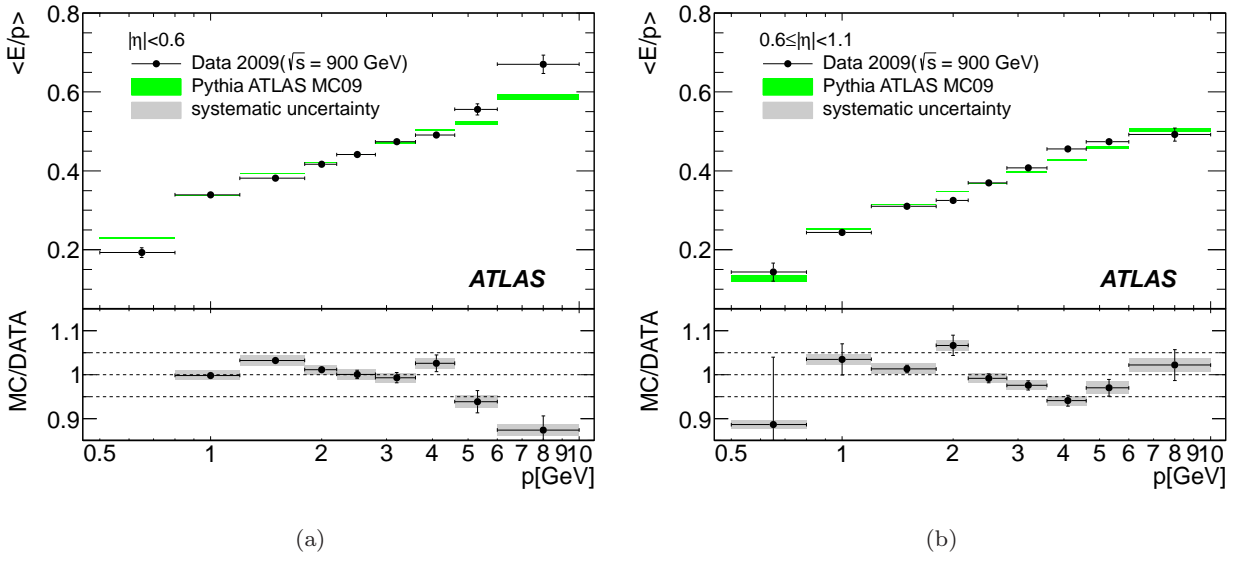 <E/p>
0.8
0.6
0.4
0.2
|η|<0.6
Data 2009(√s = 900 GeV)
Pythia ATLAS MC09
systematic uncertainty
ATLAS
MC/DATA
1.1
1
0.9
0.5 1 2 3 4 5 6 7 8 910
p[GeV]
(a)
<E/p>
0.8
0.6
0.4
0.2
0.6≤|η|<1.1
Data 2009(√s = 900 GeV)
Pythia ATLAS MC09
systematic uncertainty
ATLAS
MC/DATA
1.1
1
0.9
0.5 1 2 3 4 5 6 7 8 910
p[GeV]
(b)